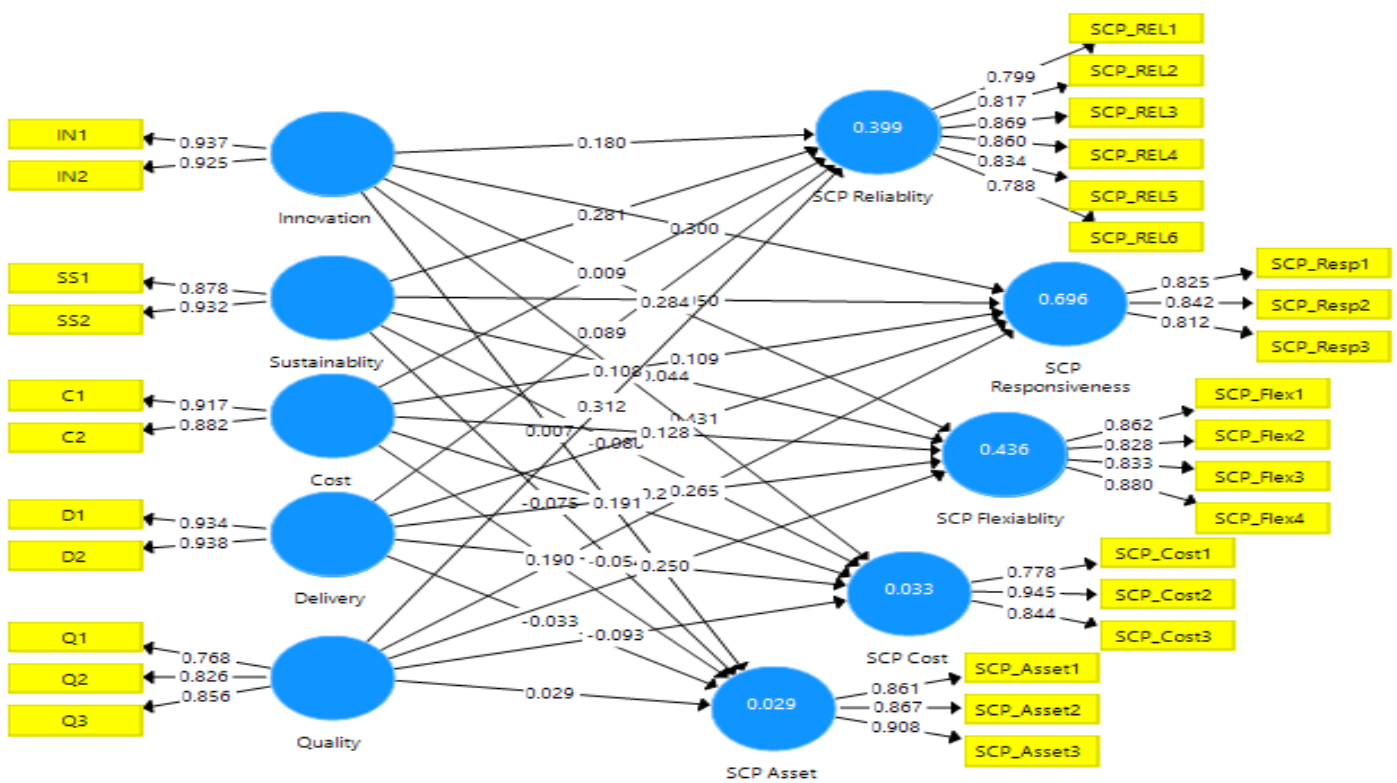 IN1
IN2
0.937
0.925
Innovation
SS1
SS2
0.878
0.932
Sustainablity
C1
C2
0.917
0.882
Cost
D1
D2
0.934
0.938
Delivery
Q1
Q2
Q3
0.768
0.826
0.856
Quality
0.180
0.281
0.300
0.009
0.284
0.089
0.109
0.108
0.312
0.007
0.128
-0.075
0.191
0.265
0.190
0.250
-0.033
-0.093
0.029
0.399
SCP Reliablity
0.799
0.817
0.869
0.860
0.834
0.788
SCP_REL1
SCP_REL2
SCP_REL3
SCP_REL4
SCP_REL5
SCP_REL6
0.696
SCP
Responsiveness
0.825
0.842
0.812
SCP_Resp1
SCP_Resp2
SCP_Resp3
0.436
SCP Flexiablity
0.862
0.828
0.833
0.880
SCP_Flex1
SCP_Flex2
SCP_Flex3
SCP_Flex4
0.033
SCP Cost
0.778
0.945
0.844
SCP_Cost1
SCP_Cost2
SCP_Cost3
0.029
SCP Asset
0.861
0.867
0.908
SCP_Asset1
SCP_Asset2
SCP_Asset3